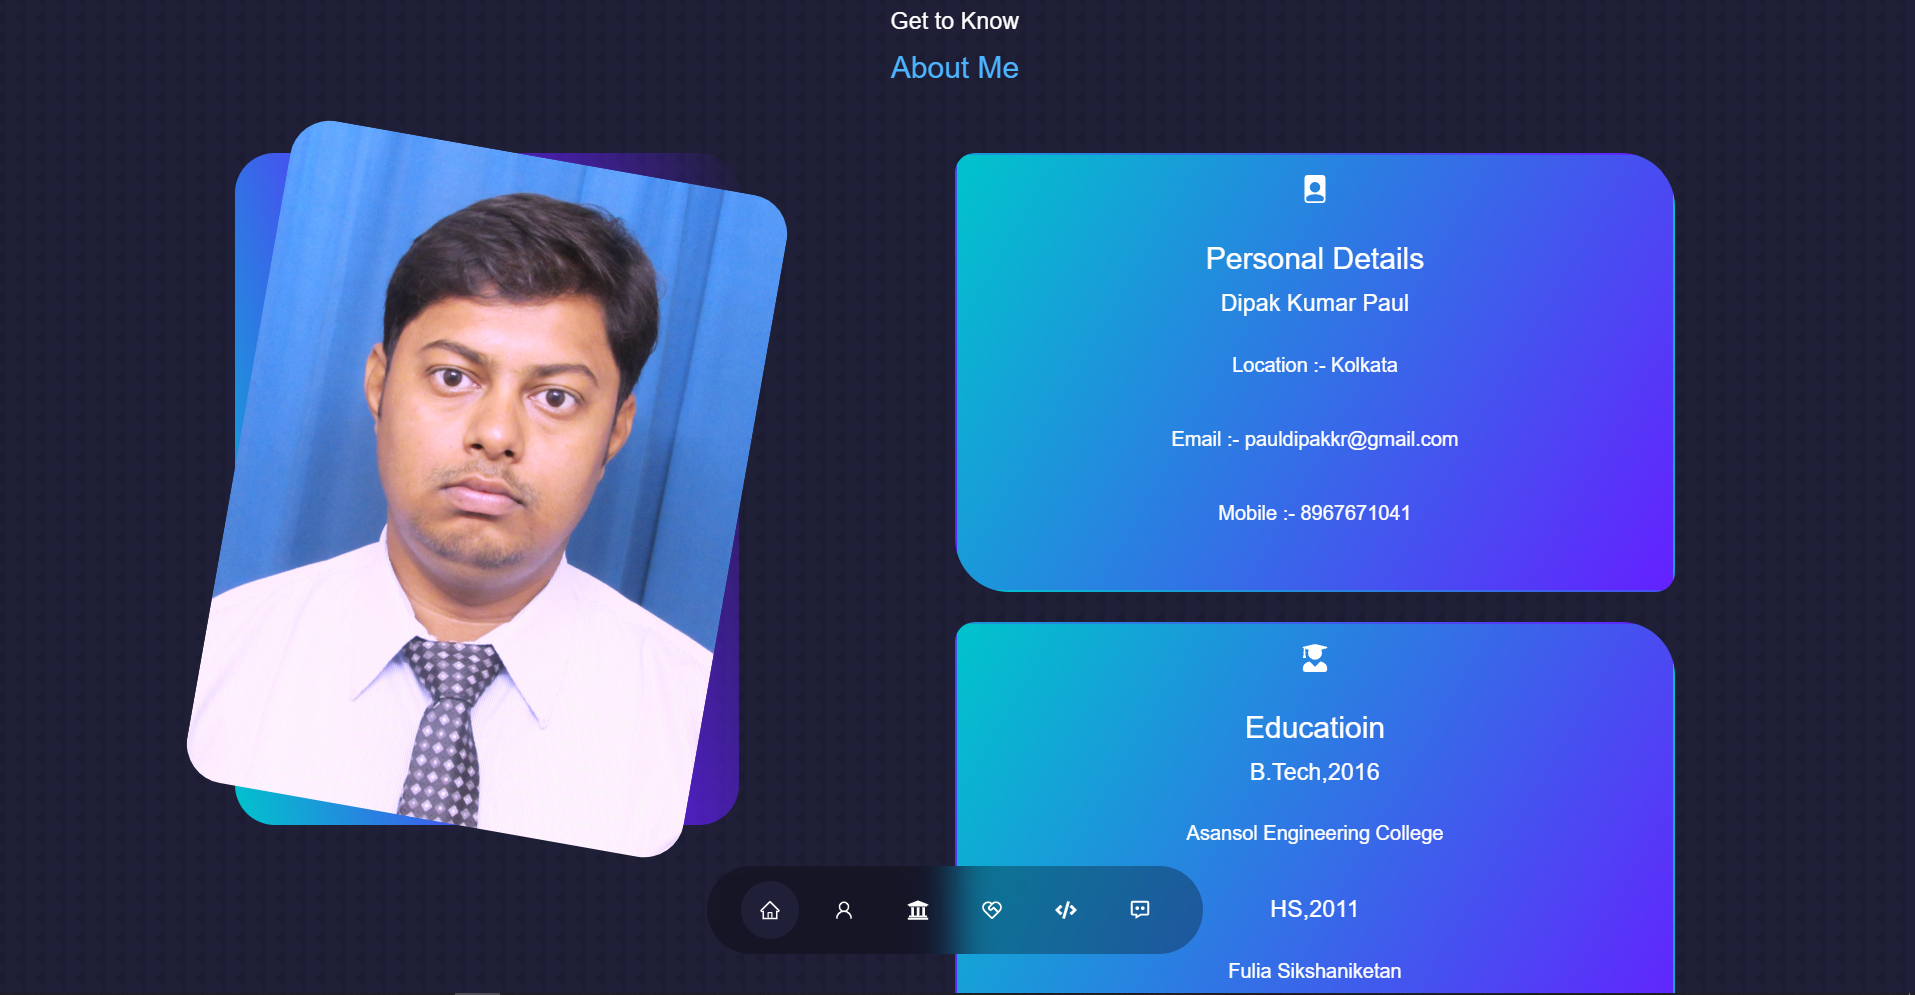 Get to Know
About Me
Personal Details
Dipak Kumar Paul
Location :- Kolkata
Email :- pauldipakkr@gmail.com
Mobile :- 8967671041
Educatioin
B.Tech,2016
Asansol Engineering College
HS,2011
Fulia Sikshaniketan